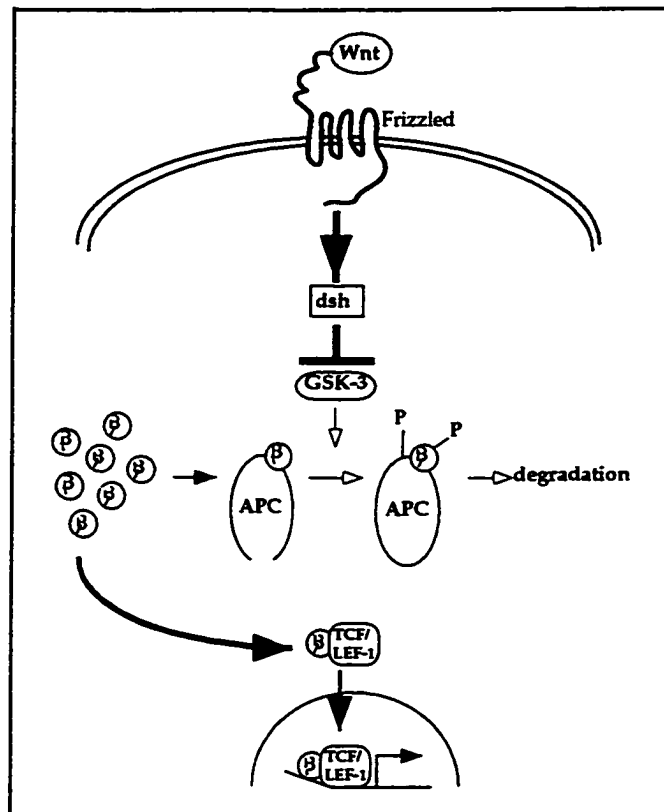 Wnt
Frizzled
dsh
GSK-3
P
P
β
β
β
β
β
β
β
β
β
APC
APC
degradation
β
TCF/
LEF-1
β
TCF/
LEF-1